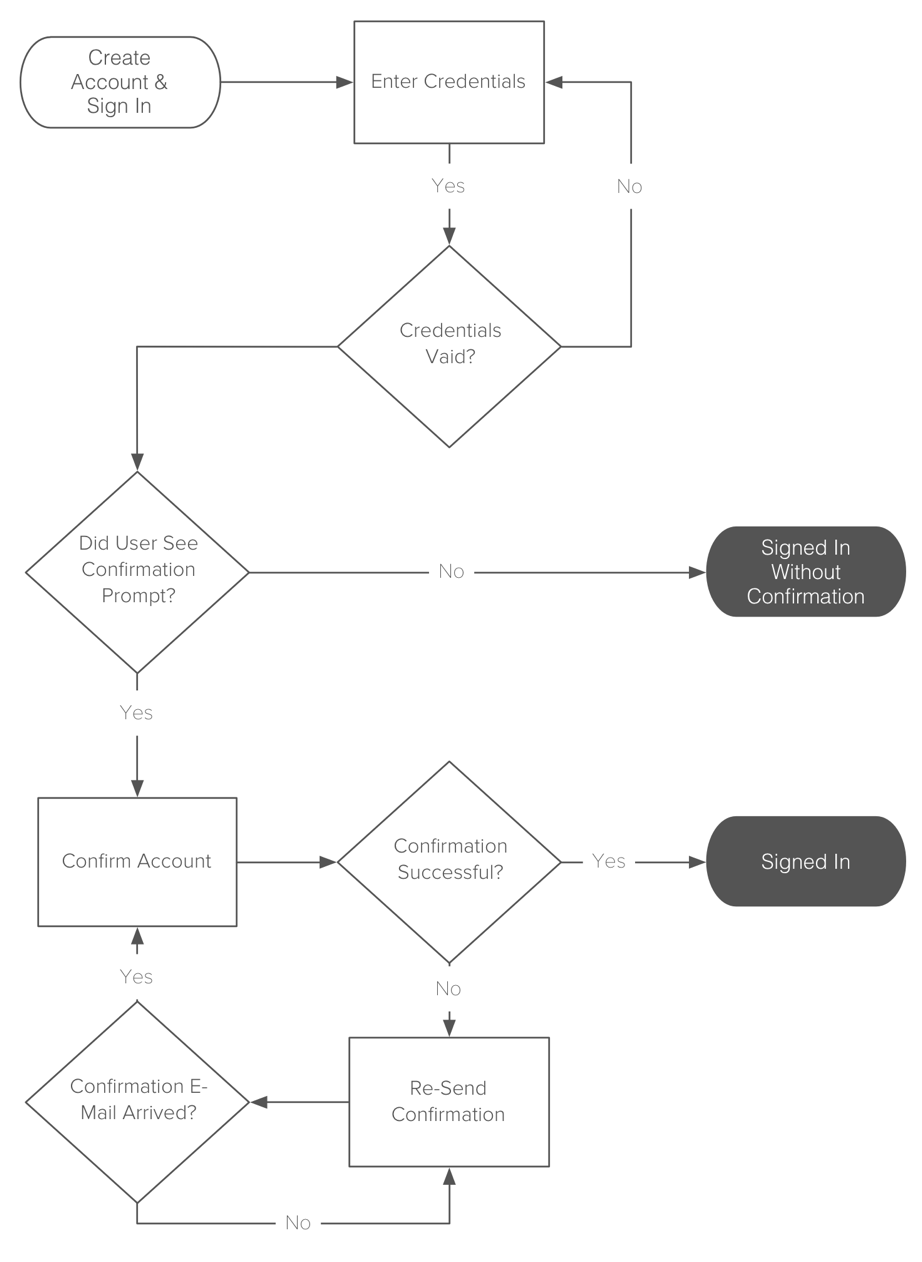 Create
Account &
Sign In
Enter Credentials
Yes
No
Credentials
Vaid?
Did User See
Confirmation
Prompt?
No
Signed In
Without
Confirmation
Yes
Confirm Account
Confirmation
Successful?
Yes
Signed In
Yes
No
Confirmation E-
Mail Arrived?
Re-Send
Confirmation
No